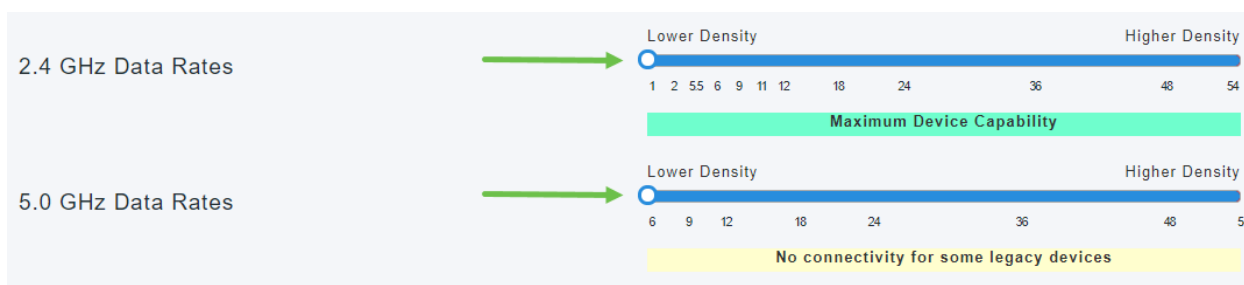 Lower Density Higher Density
2.4 GHz Data Rates
1 2 5.5 6 9 11 12 18 24 36 48 54
Maximum Device Capability
Lower Density Higher Density
5.0 GHz Data Rates
6 9 12 18 24 36 48 5
No connectivity for some legacy devices